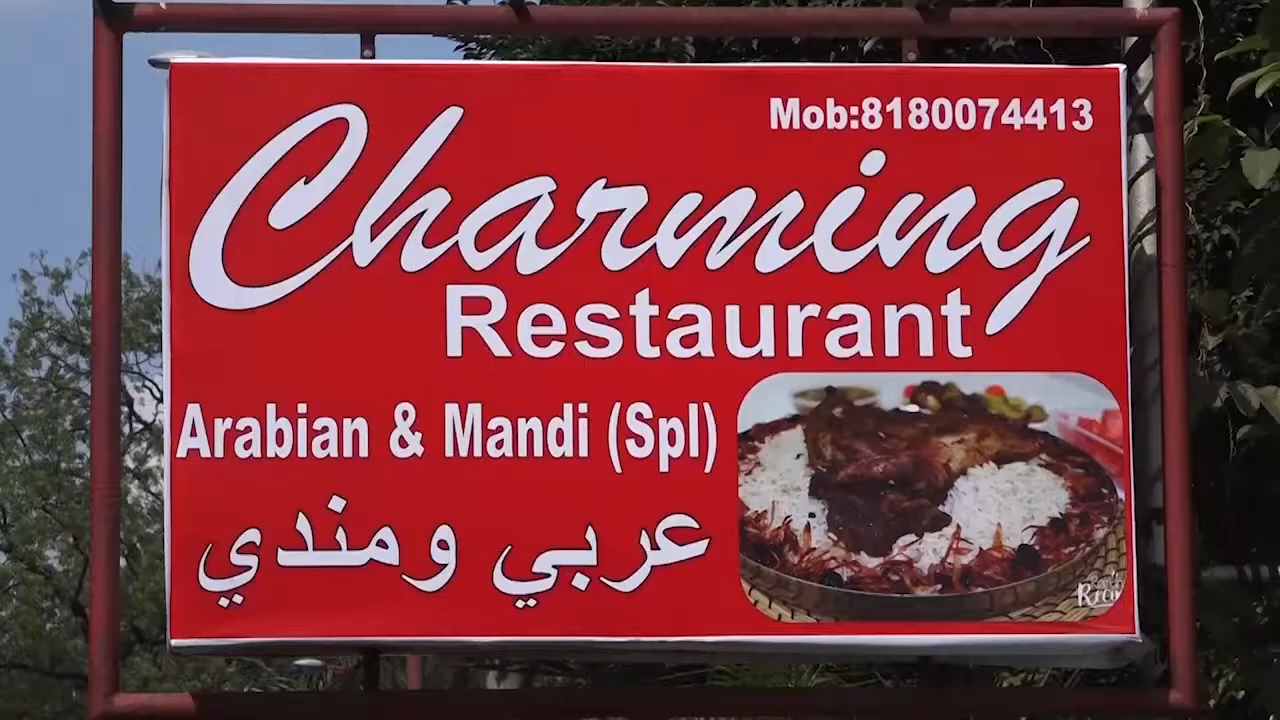 Mob:8180074413
Charming
Restaurant
Arabian & Mandi (Spl)
عربي ومندي